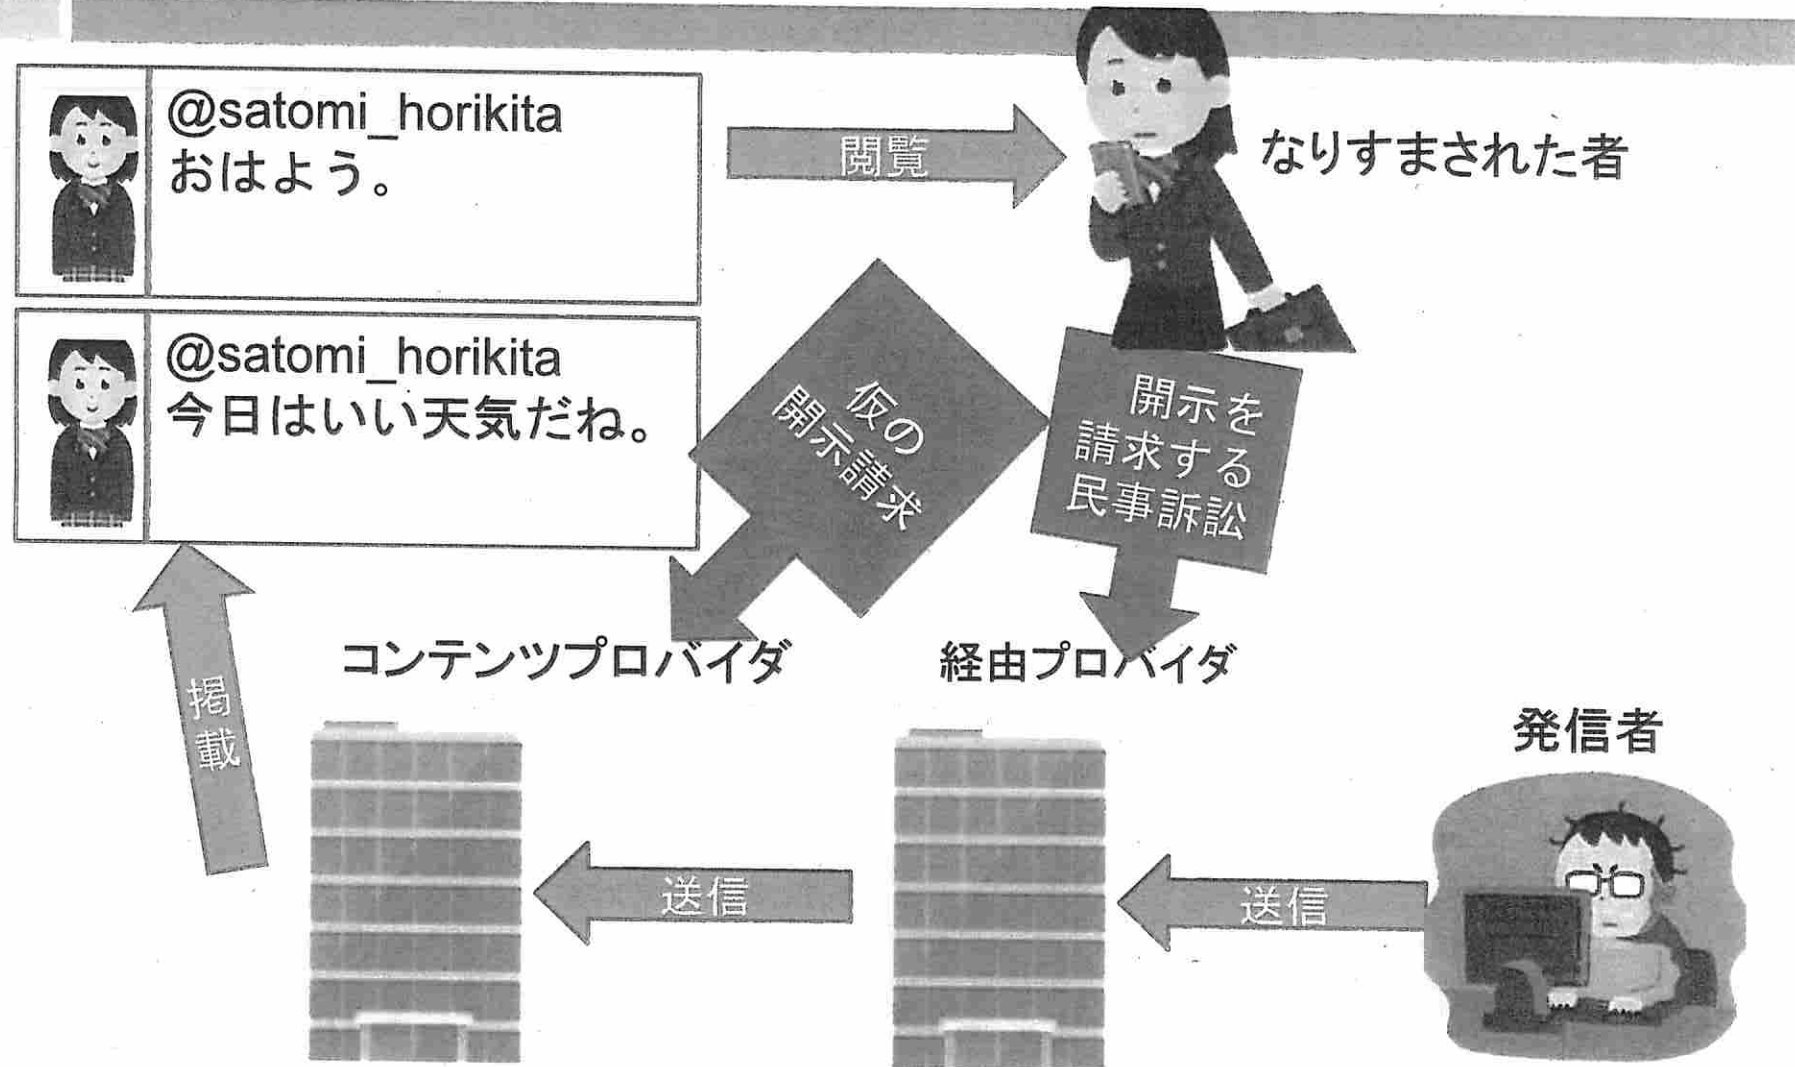 @satomi_horikita
おはよう。
閲覧
なりすまされた者
@satomi_horikita
今日はいい天気だね。
仮の
開示請求
開示を
請求する
民事訴訟
コンテンツプロバイダ
経由プロバイダ
掲載
発信者
送信
送信